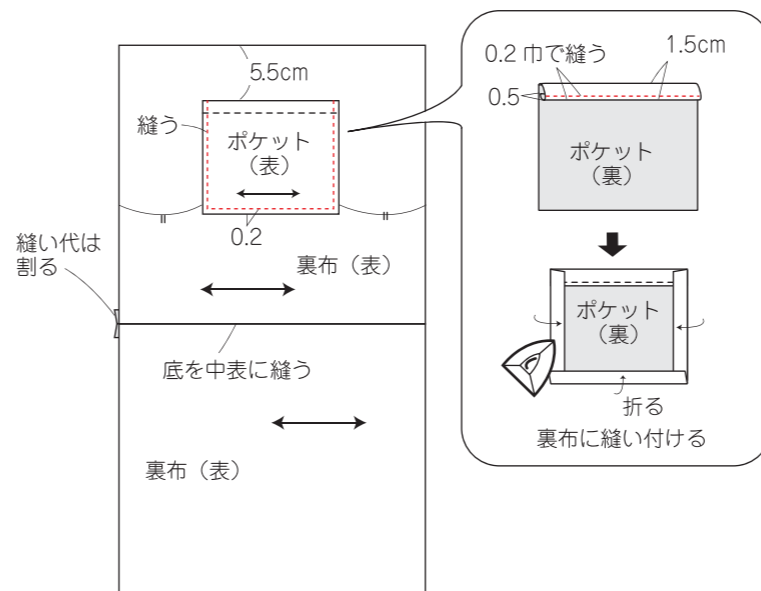 5.5cm
縫う
ポケット
（表）
0.2
縫い代は
割る
裏布（表）
底を中表に縫う
裏布（表）
0.2 巾で縫う
1.5cm
0.5
ポケット
（裏）
ポケット
（裏）
折る
裏布に縫い付ける